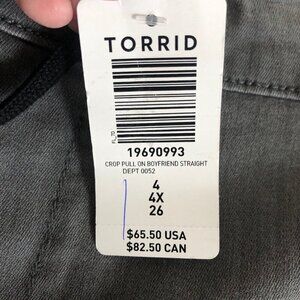 TORRID
19690993
CROP PULL ON BOYFRIEND STRAIGHT
DEPT 0052
4
4X
26
$65.50 USA
$82.50 CAN